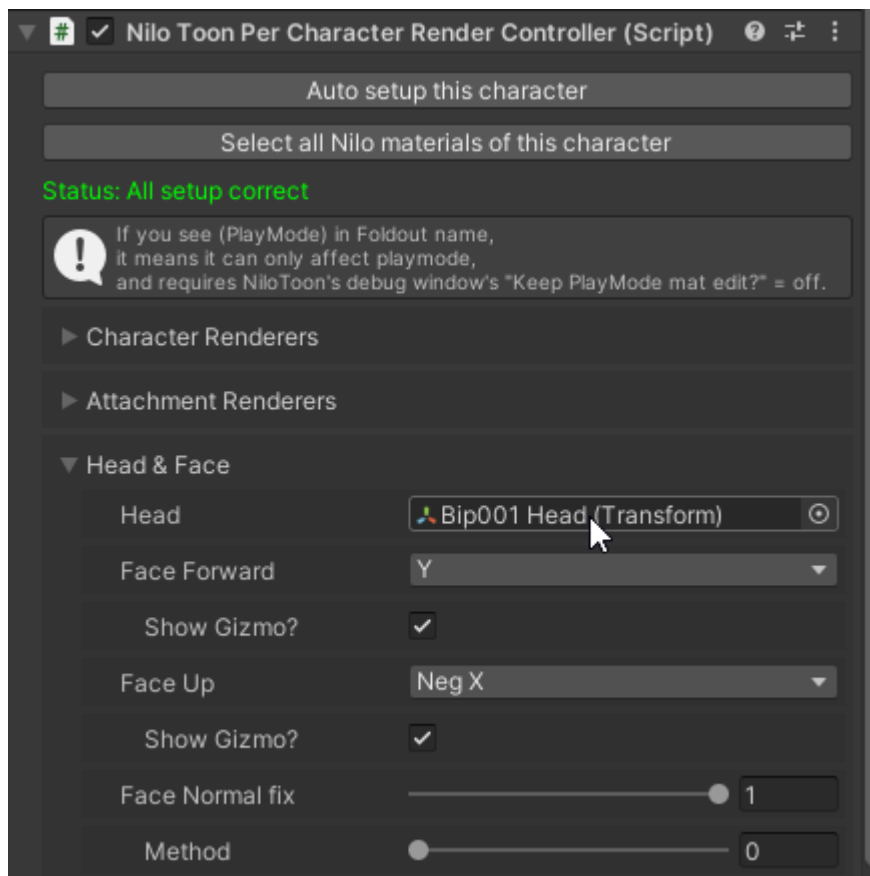 Nilo Toon Per Character Render Controller (Script)
Auto setup this character
Select all Nilo materials of this character
Status: All setup correct
If you see (PlayMode) in Foldout name,
it means it can only affect playmode,
and requires NiloToon's debug window's "Keep PlayMode mat edit?" = off.
Character Renderers
Attachment Renderers
Head & Face
Head Bip001 Head (Transform)
Face Forward Y
Show Gizmo?
Face Up Neg X
Show Gizmo?
Face Normal fix 1
Method 0